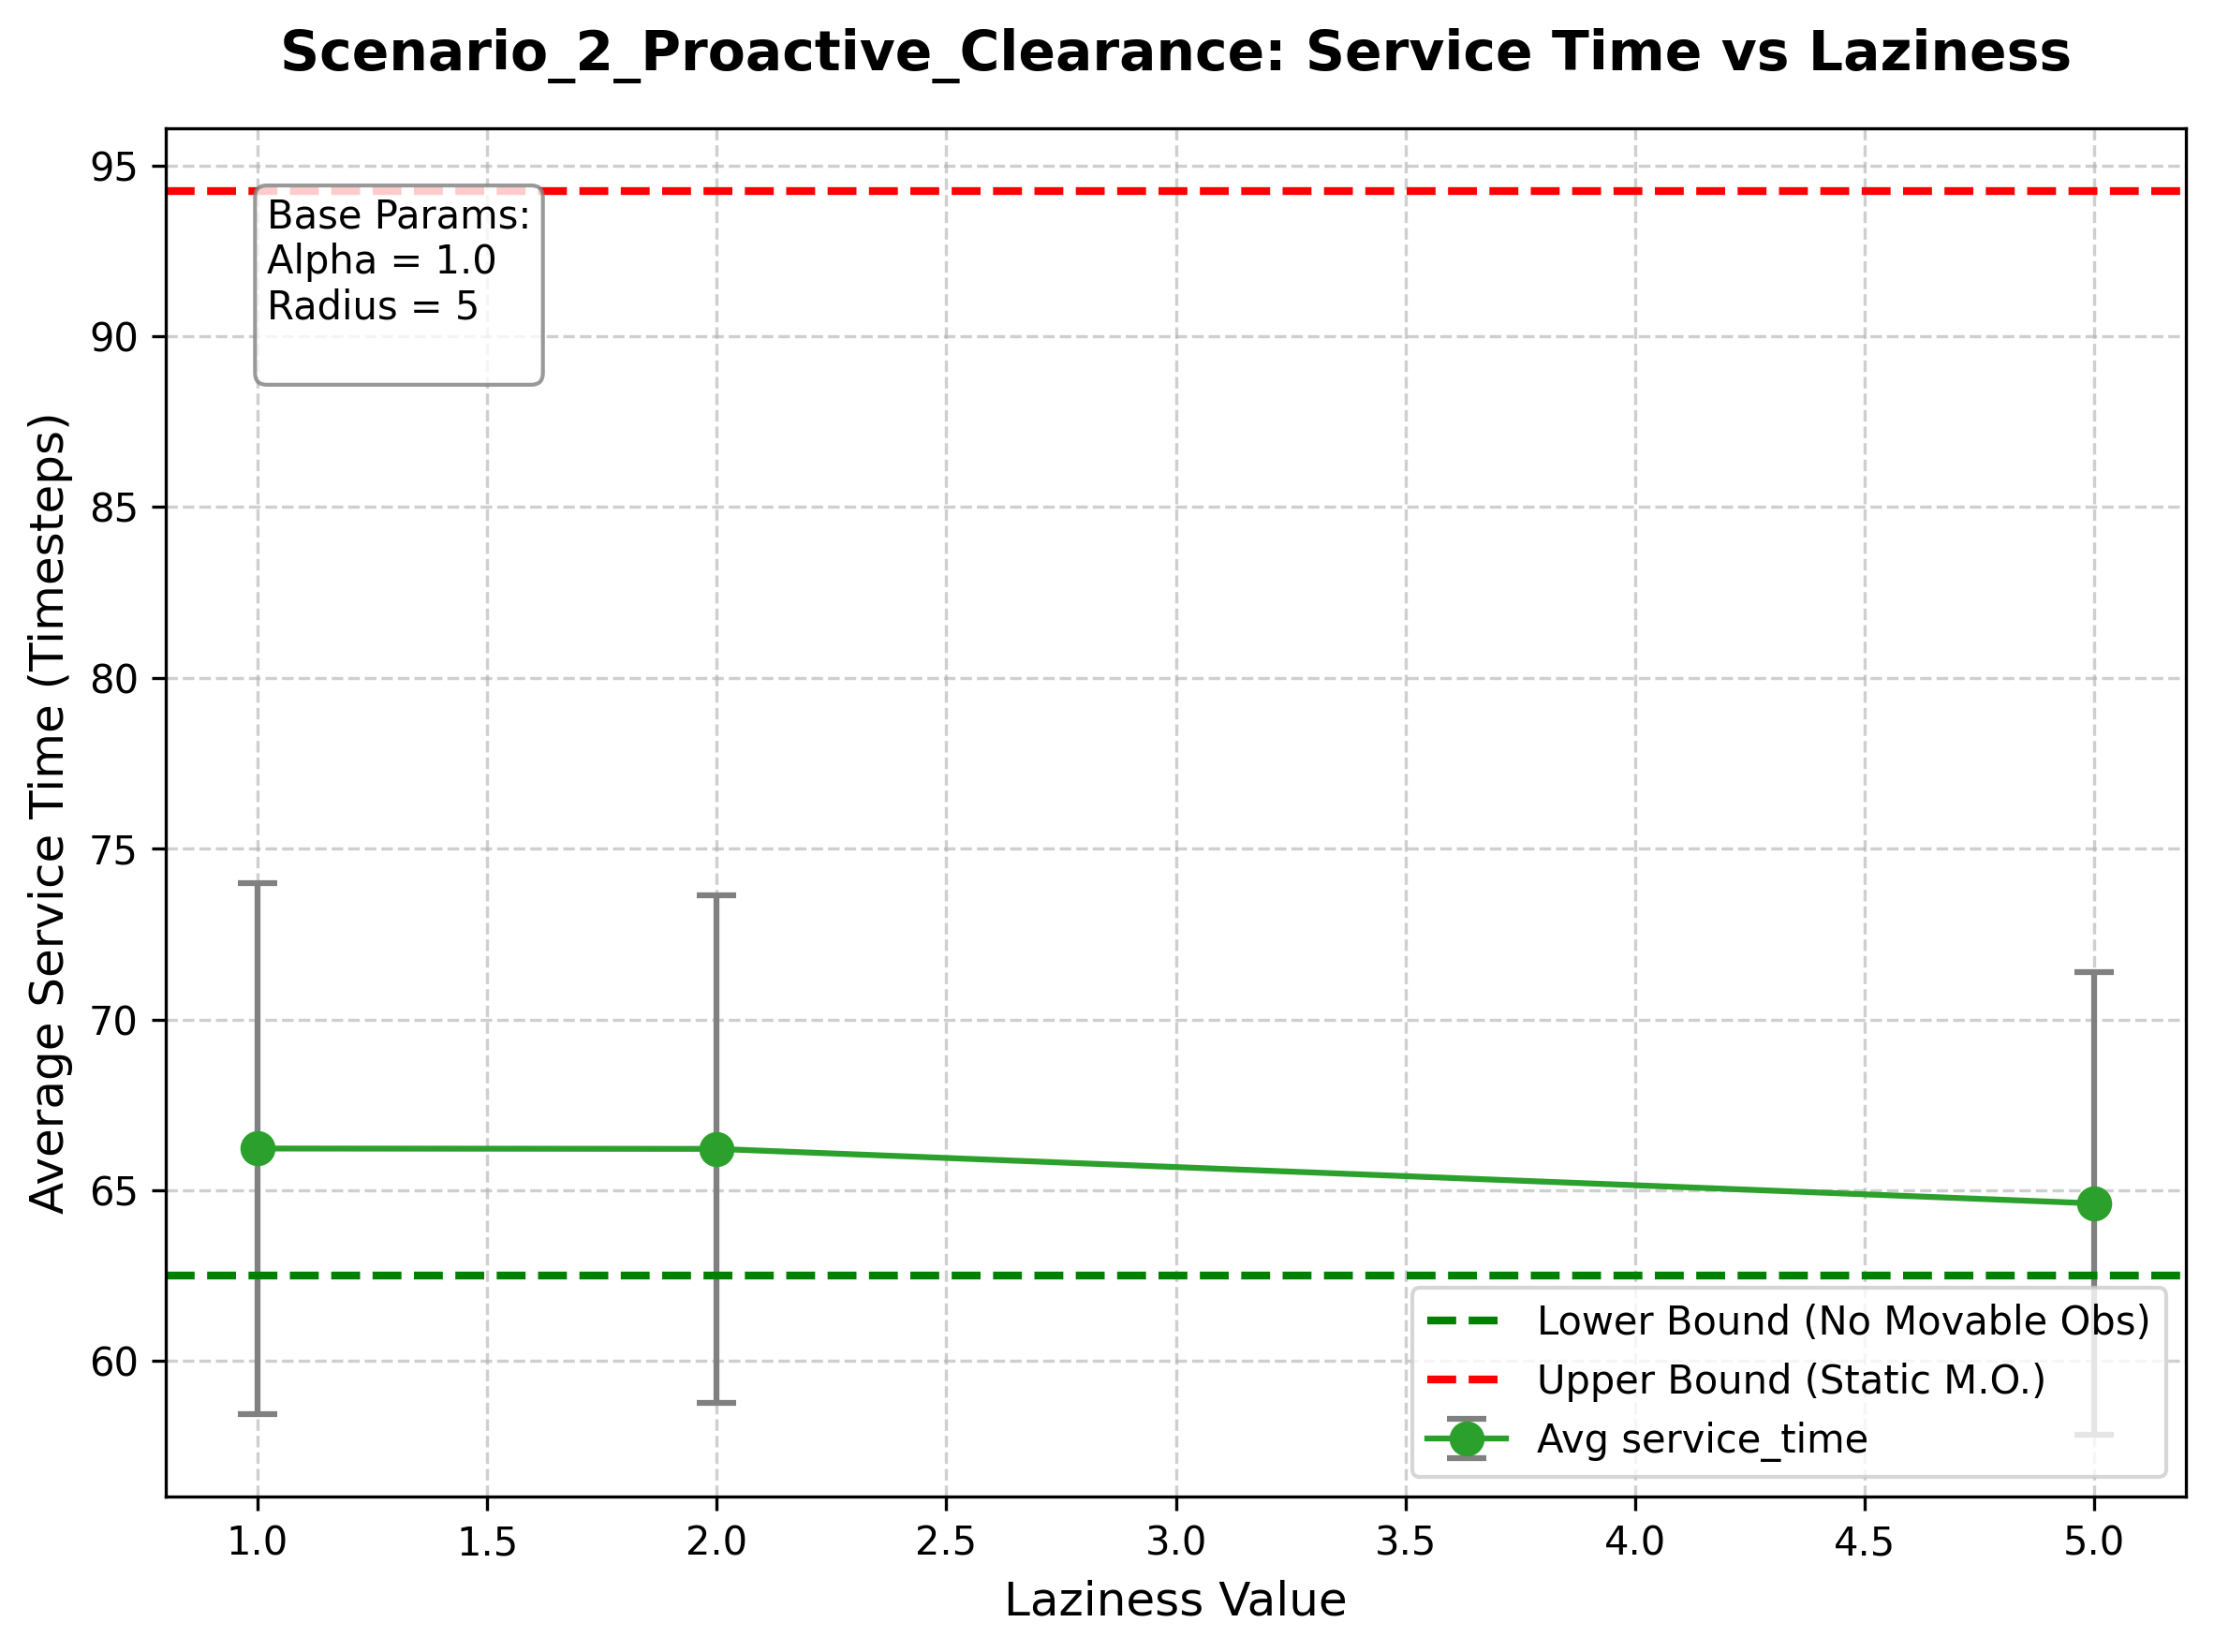 Scenario_2_Proactive_Clearance: Service Time vs Laziness
Average Service Time (Timesteps)
95
90
85
80
75
70
65
60
Base Params:
Alpha = 1.0
Radius = 5
Lower Bound (No Movable Obs)
Upper Bound (Static M.O.)
Avg service_time
1.0 1.5 2.0 2.5 3.0 3.5 4.0 4.5 5.0
Laziness Value